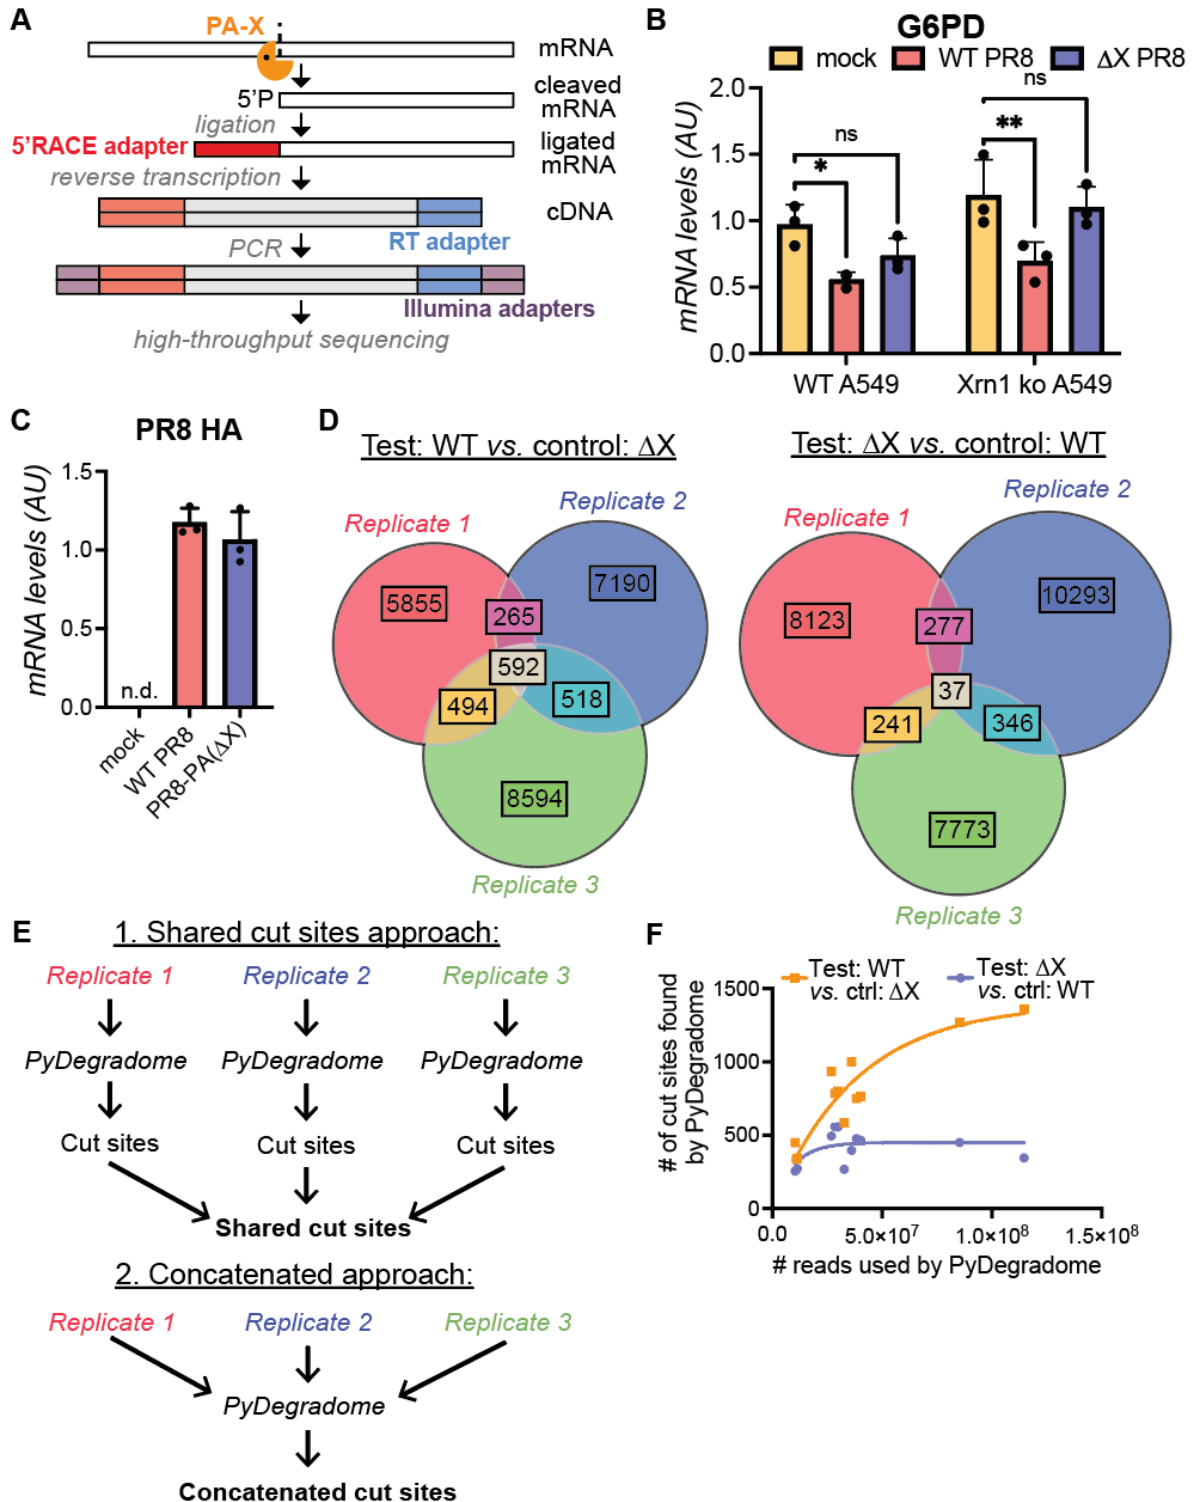 A
PA-X
mRNA
5'P
cleaved
mRNA
ligation
5'RACE adapter
ligated
mRNA
reverse transcription
cDNA
PCR
RT adapter
Illumina adapters
high-throughput sequencing
B
G6PD
mock
WT PR8
ΔX PR8
mRNA levels (AU)
2.0
1.5
1.0
0.5
0.0
ns
*
ns
**
WT A549
Xrn1 ko A549
C
PR8 HA
mRNA levels (AU)
1.5
1.0
0.5
0.0
n.d.
mock
WT PR8
PR8-PA(ΔX)
D
Test: WT vs. control: ΔX
Replicate 1
Replicate 2
5855
7190
265
592
494
518
8594
Replicate 3
Test: ΔX vs. control: WT
Replicate 1
Replicate 2
8123
10293
277
37
241
346
7773
Replicate 3
E
1. Shared cut sites approach:
Replicate 1 Replicate 2 Replicate 3
PyDegradome PyDegradome PyDegradome
Cut sites Cut sites Cut sites
Shared cut sites
2. Concatenated approach:
Replicate 1 Replicate 2 Replicate 3
PyDegradome
Concatenated cut sites
F
Test: WT
vs. ctrl: ΔX
Test: ΔX
vs. ctrl: WT
# of cut sites found
by PyDegradome
1500
1000
500
0
0.0 5.0×10⁷ 1.0×10⁸ 1.5×10⁸
# reads used by PyDegradome